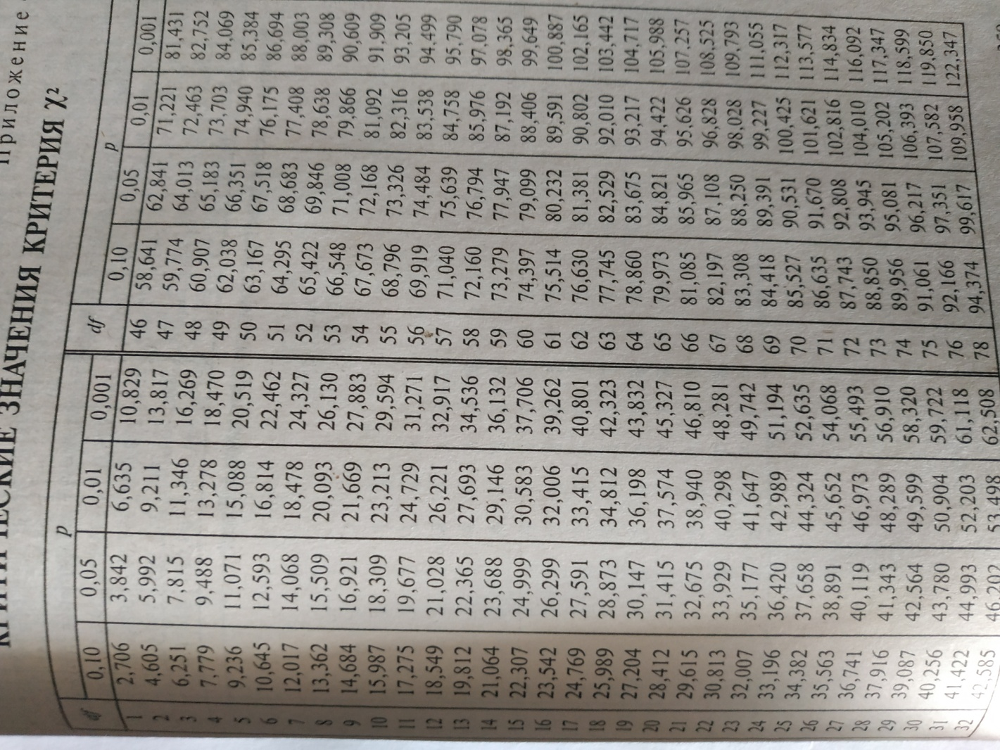 Приложение
КРИТИЧЕСКИЕ ЗНАЧЕНИЯ КРИТЕРИЯ χ²
df p df p
0,10 0,05 0,01 0,001 0,10 0,05 0,01 0,001
1 2,706 3,842 6,635 10,829 46 58,641 62,841 71,221 81,431
2 4,605 5,992 9,211 13,817 47 59,774 64,013 72,463 82,752
3 6,251 7,815 11,346 16,269 48 60,907 65,183 73,703 84,069
4 7,779 9,488 13,278 18,470 49 62,038 66,351 74,940 85,384
5 9,236 11,071 15,088 20,519 50 63,167 67,518 76,175 86,694
6 10,645 12,593 16,814 22,462 51 64,295 68,683 77,408 88,003
7 12,017 14,068 18,478 24,327 52 65,422 69,846 78,638 89,308
8 13,362 15,509 20,093 26,130 53 66,548 71,008 79,866 90,609
9 14,684 16,921 21,669 27,883 54 67,673 72,168 81,092 91,909
10 15,987 18,309 23,213 29,594 55 68,796 73,326 82,316 93,205
11 17,275 19,677 24,729 31,271 56 69,919 74,484 83,538 94,499
12 18,549 21,028 26,221 32,917 57 71,040 75,639 84,758 95,790
13 19,812 22,365 27,693 34,536 58 72,160 76,794 85,976 97,078
14 21,064 23,688 29,146 36,132 59 73,279 77,947 87,192 98,365
15 22,307 24,999 30,583 37,706 60 74,397 79,099 88,406 99,649
16 23,542 26,299 32,006 39,262 61 75,514 80,232 89,591 100,887
17 24,769 27,591 33,415 40,801 62 76,630 81,381 90,802 102,165
18 25,989 28,873 34,812 42,323 63 77,745 82,529 92,010 103,442
19 27,204 30,147 36,198 43,832 64 78,860 83,675 93,217 104,717
20 28,412 31,415 37,574 45,327 65 79,973 84,821 94,422 105,988
21 29,615 32,675 38,940 46,810 66 81,085 85,965 95,626 107,257
22 30,813 33,929 40,298 48,281 67 82,197 87,108 96,828 108,525
23 32,007 35,177 41,647 49,742 68 83,308 88,250 98,028 109,793
24 33,196 36,420 42,989 51,194 69 84,418 89,391 99,227 111,055
25 34,382 37,658 44,324 52,635 70 85,527 90,531 100,425 112,317
26 35,563 38,891 45,652 54,068 71 86,635 91,670 101,621 113,577
27 36,741 40,119 46,973 55,493 72 87,743 92,808 102,816 114,834
28 37,916 41,343 48,289 56,910 73 88,850 93,945 104,010 116,092
29 39,087 42,564 49,599 58,320 74 89,956 95,081 105,202 117,347
30 40,256 43,780 50,904 59,722 75 91,061 96,217 106,393 118,599
31 41,422 44,993 52,203 61,118 76 92,166 97,351 107,582 119,850
32 42,585 46,202 53,498 62,508 78 94,374 99,617 109,958 122,347